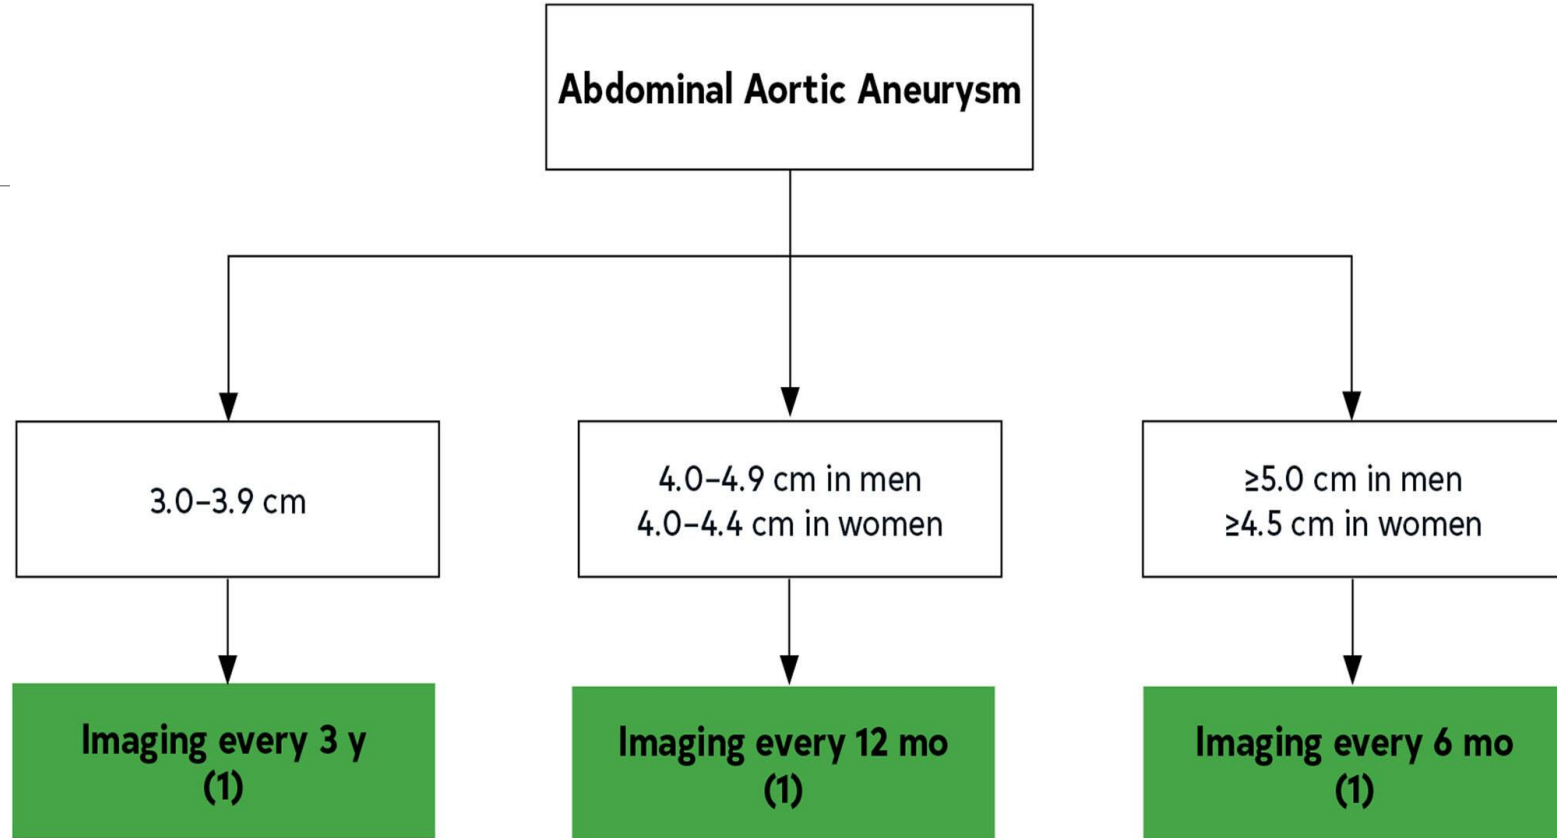 Abdominal Aortic Aneurysm
3.0–3.9 cm
4.0–4.9 cm in men
4.0–4.4 cm in women
≥5.0 cm in men
≥4.5 cm in women
Imaging every 3 y
(1)
Imaging every 12 mo
(1)
Imaging every 6 mo
(1)